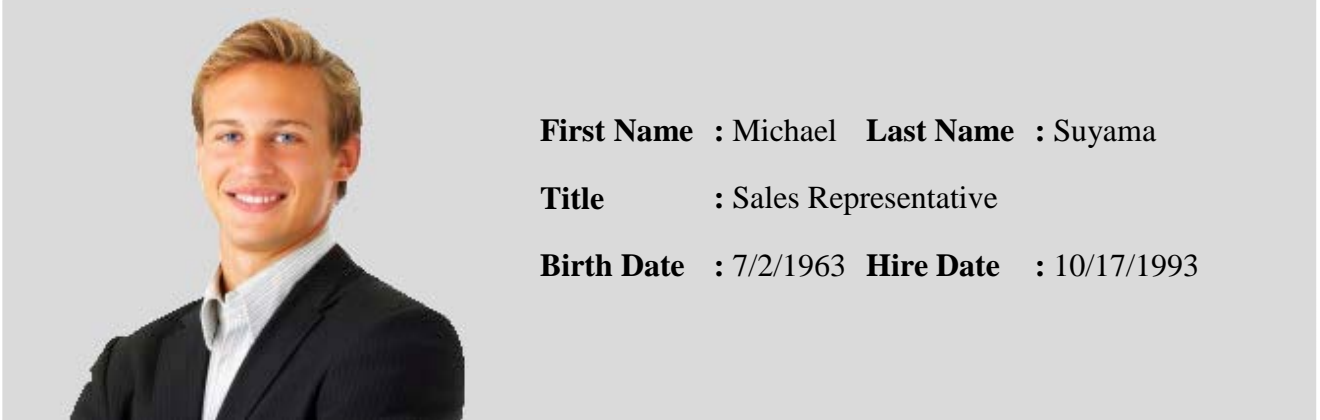 First Name : Michael Last Name : Suyama
Title : Sales Representative
Birth Date : 7/2/1963 Hire Date : 10/17/1993